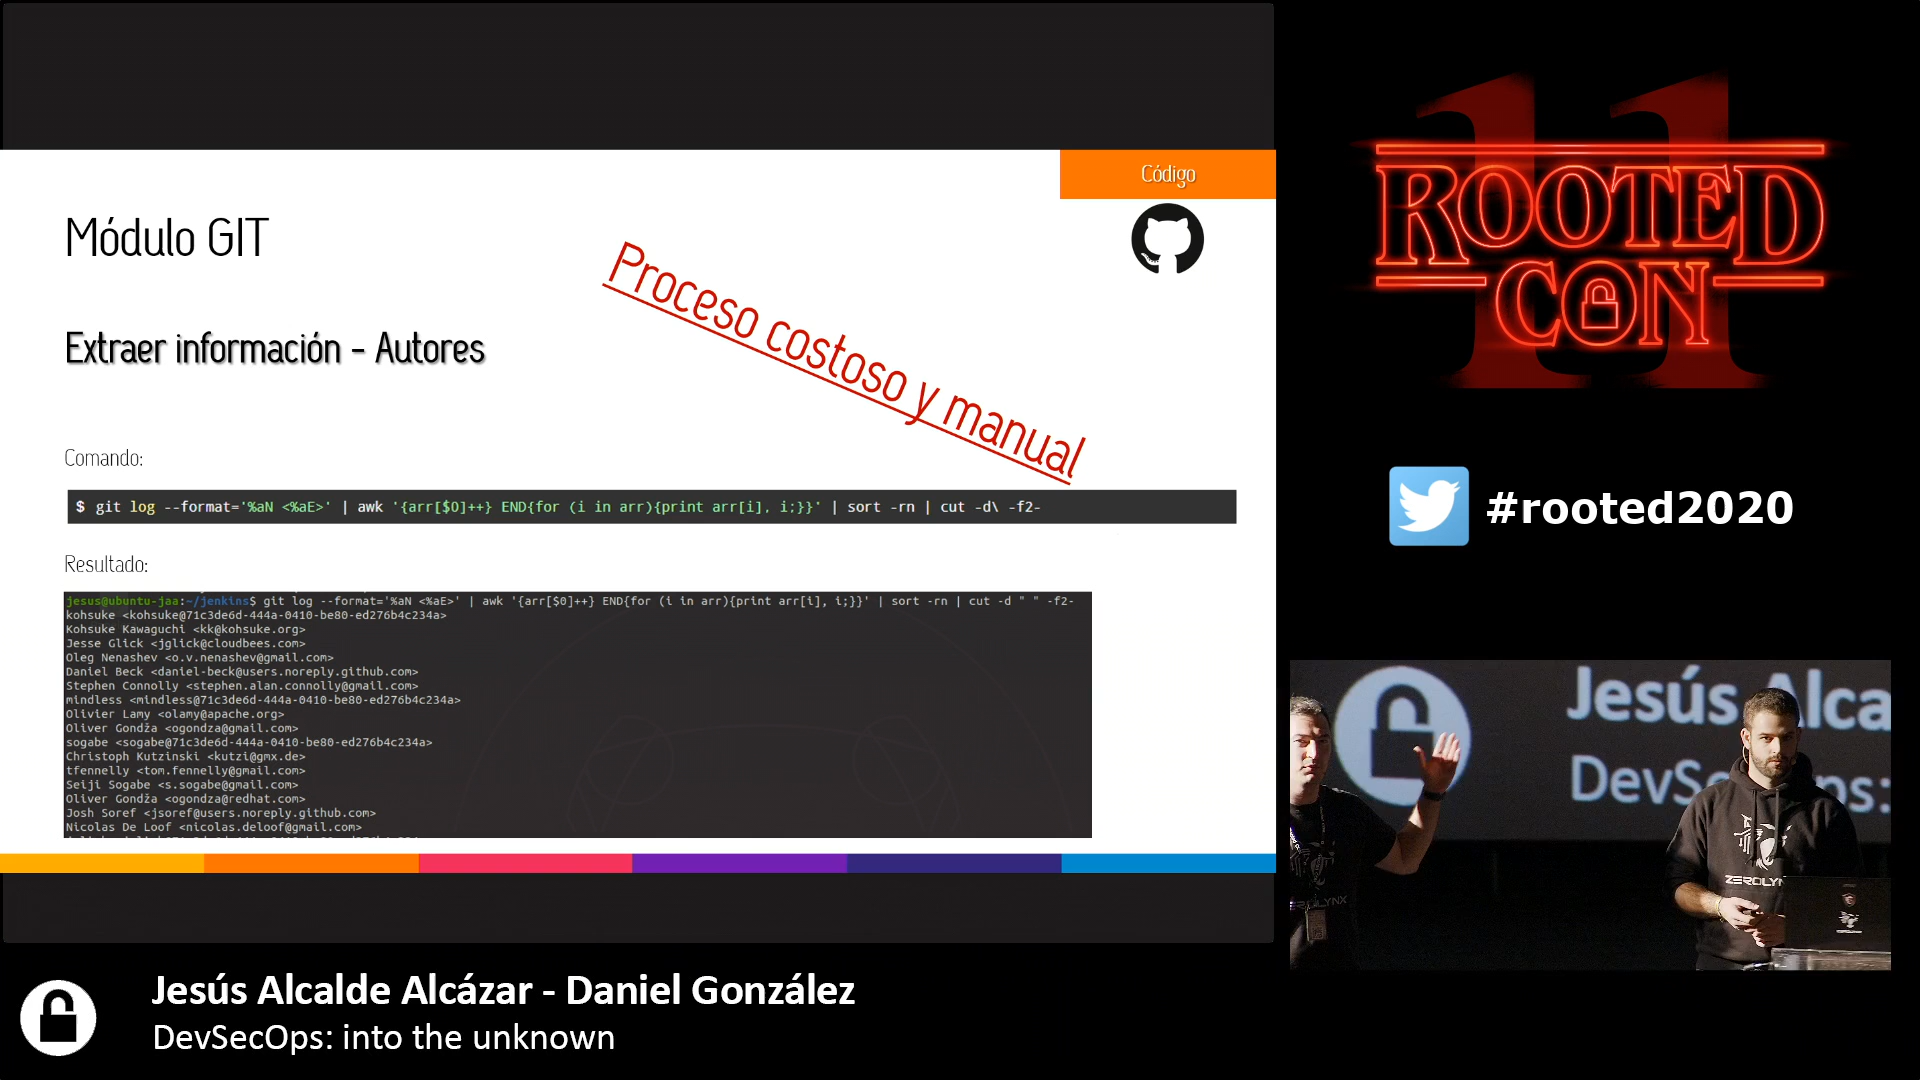 Código
Módulo GIT
Proceso costoso y manual
Extraer información - Autores
Comando:
$ git log --format='%aN <%aE>' | awk '{arr[$0]++} END{for (i in arr){print arr[i], i;}}' | sort -rn | cut -d\ -f2-
Resultado:
jesus@ubuntu-jaa:~/jenkins$ git log --format='%aN <%aE>' | awk '{arr[$0]++} END{for (i in arr){print arr[i], i;}}' | sort -rn | cut -d " " -f2-
kohsuke <kohsuke@71c3de6d-444a-0410-be80-ed276b4c234a>
Kohsuke Kawaguchi <kk@kohsuke.org>
Jesse Glick <jglick@cloudbees.com>
Oleg Nenashev <o.v.nenashev@gmail.com>
Daniel Beck <daniel-beck@users.noreply.github.com>
Stephen Connolly <stephen.alan.connolly@gmail.com>
mindless <mindless@71c3de6d-444a-0410-be80-ed276b4c234a>
Olivier Lamy <olamy@apache.org>
Oliver Gondža <ogondza@gmail.com>
sogabe <sogabe@71c3de6d-444a-0410-be80-ed276b4c234a>
Christoph Kutzinski <kutzi@gmx.de>
tfennelly <tom.fennelly@gmail.com>
Seiji Sogabe <s.sogabe@gmail.com>
Oliver Gondža <ogondza@redhat.com>
Josh Soref <jsoref@users.noreply.github.com>
Nicolas De Loof <nicolas.deloof@gmail.com>
11
ROOTED
CON
#rooted2020
Jesús Alca
DevSecOps:
ZEROLYNX
Jesús Alcalde Alcázar - Daniel González
DevSecOps: into the unknown